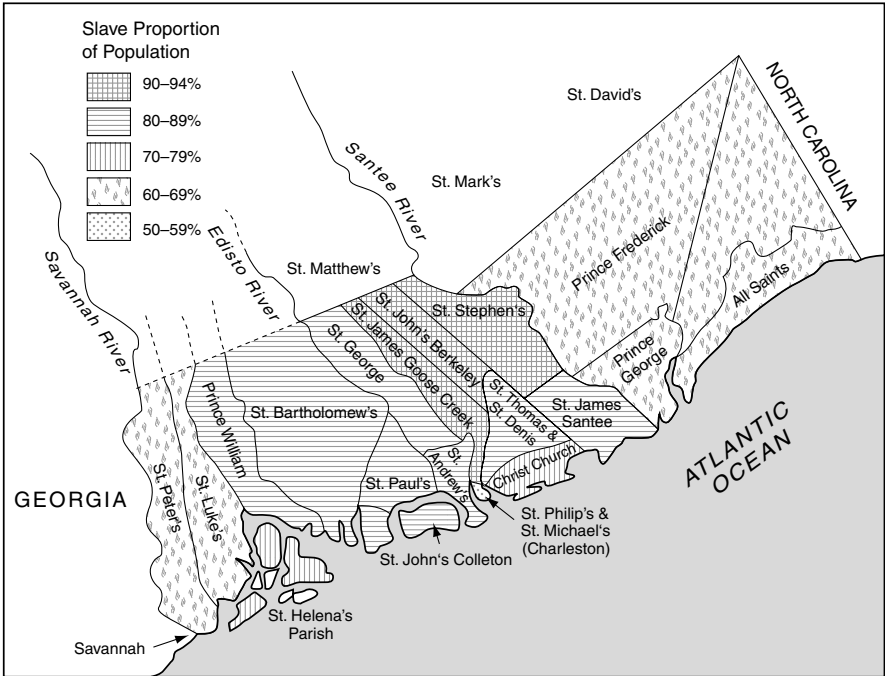 Slave Proportion
of Population
90–94%
80–89%
70–79%
60–69%
50–59%
St. David's
NORTH CAROLINA
Santee River
St. Mark's
Edisto River
Savannah River
St. Matthew's
Prince Frederick
All Saints
St. Stephen's
St. John's Berkeley
St. James Goose Creek
St. George
Prince
George
Prince William
St. Bartholomew's
St. Thomas &
St. Denis
St. James
Santee
ATLANTIC
OCEAN
Christ Church
St.
Andrew's
St. Paul's
GEORGIA
St. Peter's
St. Luke's
St. Philip's &
St. Michael's
(Charleston)
St. John's Colleton
St. Helena's
Parish
Savannah